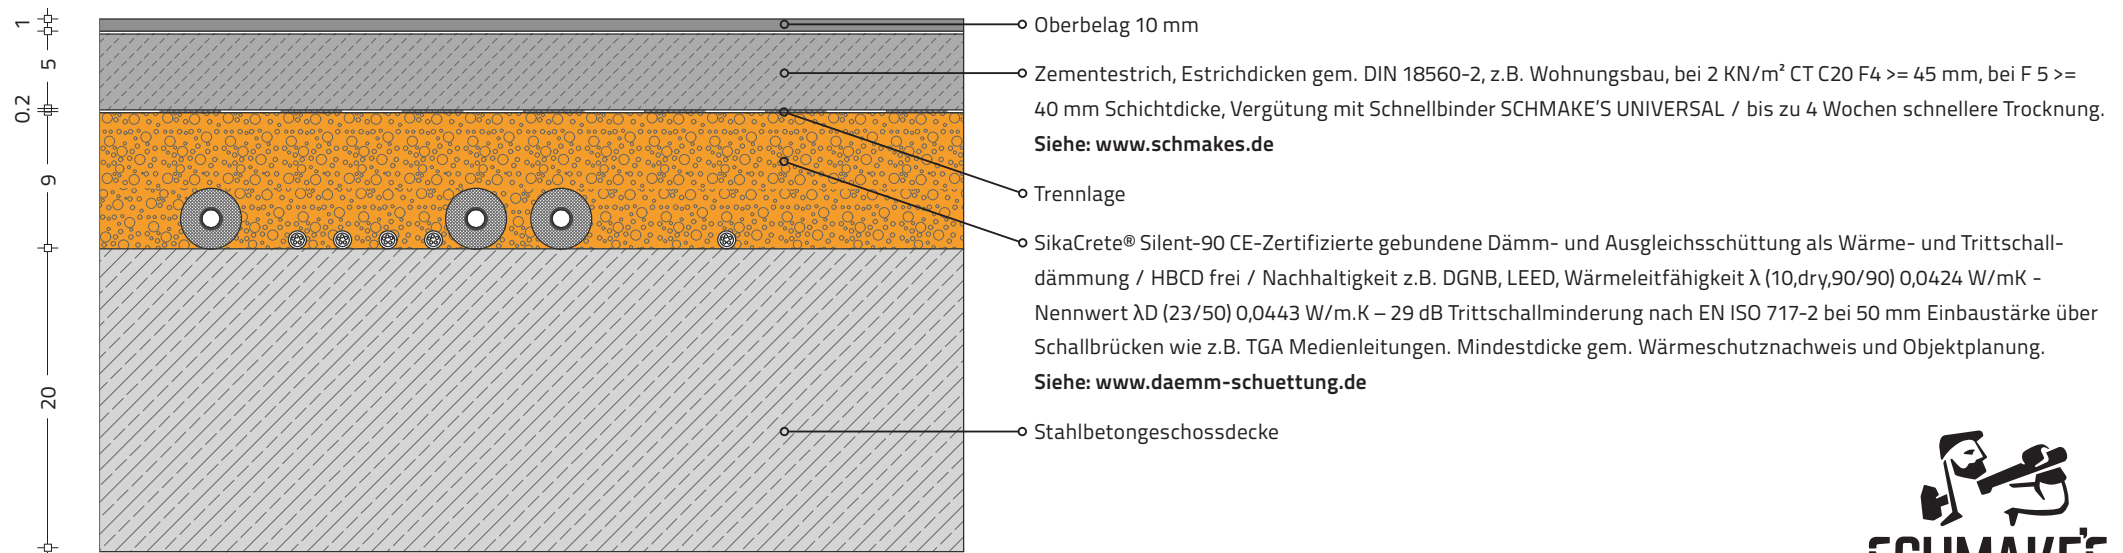 1
5
0.2
9
20
Oberbelag 10 mm
Zementestrich, Estrichdicken gem. DIN 18560-2, z.B. Wohnungsbau, bei 2 KN/m² CT C20 F4 >= 45 mm, bei F 5 >=
40 mm Schichtdicke, Vergütung mit Schnellbinder SCHMAKE'S UNIVERSAL / bis zu 4 Wochen schnellere Trocknung.
Siehe: www.schmakes.de
Trennlage
SikaCrete® Silent-90 CE-Zertifizierte gebundene Dämm- und Ausgleichsschüttung als Wärme- und Trittschall-
dämmung / HBCD frei / Nachhaltigkeit z.B. DGNB, LEED, Wärmeleitfähigkeit λ (10,dry,90/90) 0,0424 W/mK -
Nennwert λD (23/50) 0,0443 W/m.K – 29 dB Trittschallminderung nach EN ISO 717-2 bei 50 mm Einbaustärke über
Schallbrücken wie z.B. TGA Medienleitungen. Mindestdicke gem. Wärmeschutznachweis und Objektplanung.
Siehe: www.daemm-schuettung.de
Stahlbetongeschossdecke
SCHMAKE'S